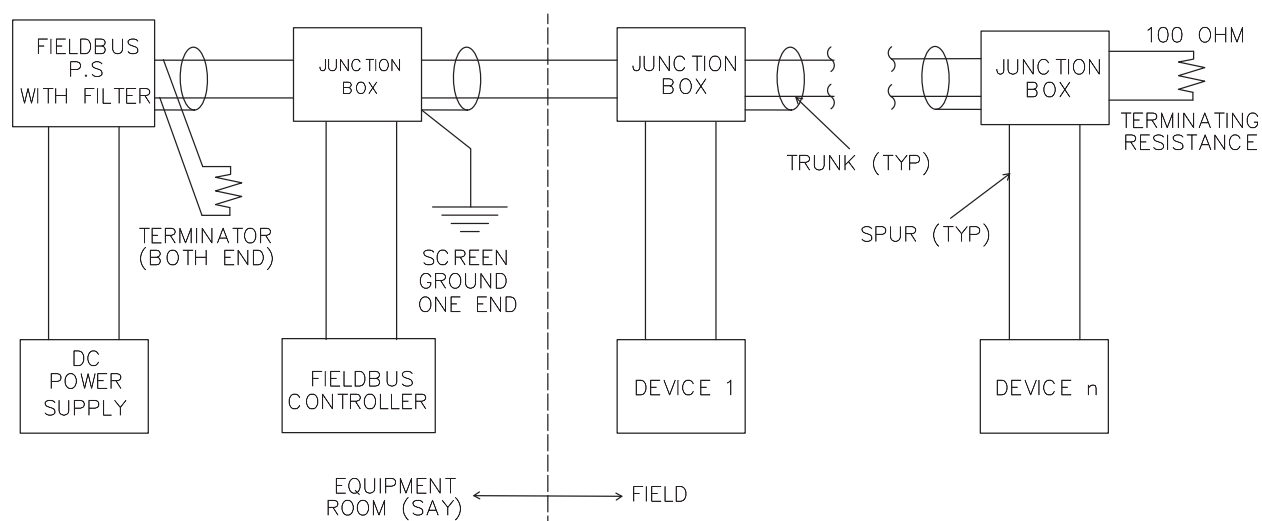 FIELDBUS
P.S
WITH FILTER
JUNCTION
BOX
JUNCTION
BOX
JUNCTION
BOX
100 OHM
TERMINATING
RESISTANCE
TRUNK (TYP)
SPUR (TYP)
TERMINATOR
(BOTH END)
SCREEN
GROUND
ONE END
DC
POWER
SUPPLY
FIELDBUS
CONTROLLER
DEVICE 1
DEVICE n
EQUIPMENT
ROOM (SAY)
FIELD